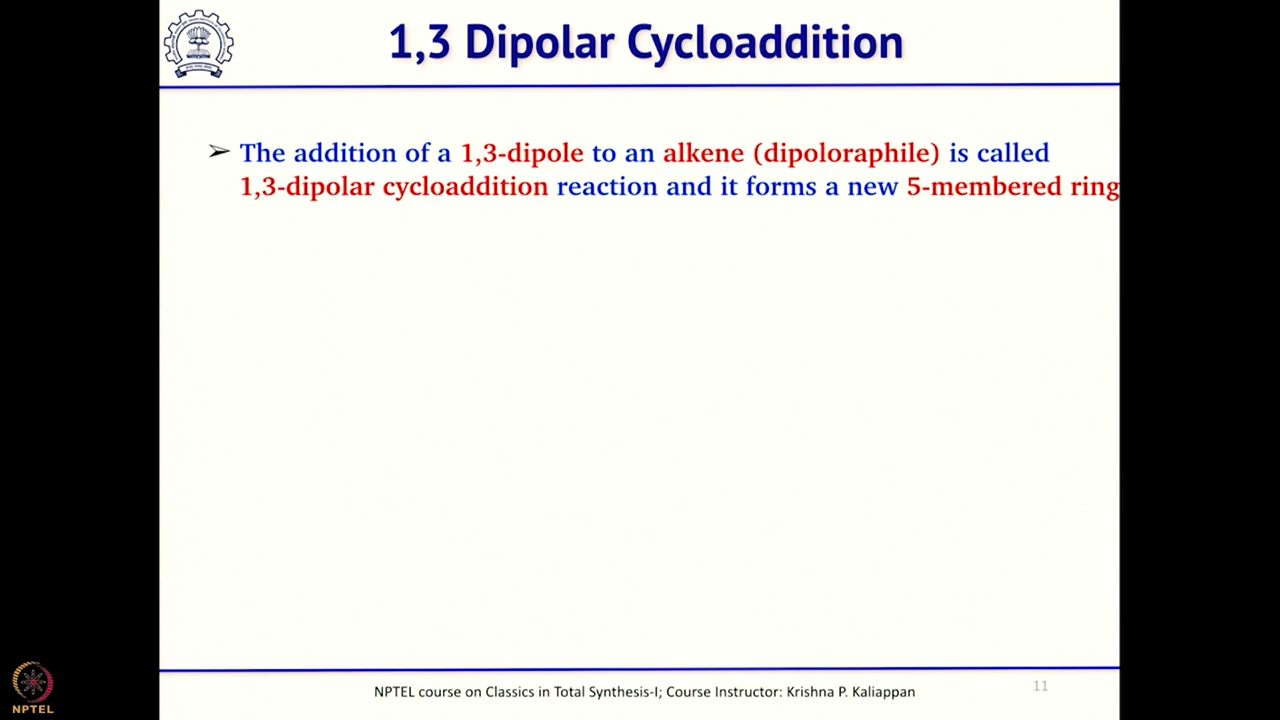 1,3 Dipolar Cycloaddition
➢ The addition of a 1,3-dipole to an alkene (dipoloraphile) is called
1,3-dipolar cycloaddition reaction and it forms a new 5-membered ring
NPTEL course on Classics in Total Synthesis-I; Course Instructor: Krishna P. Kaliappan
11
NPTEL